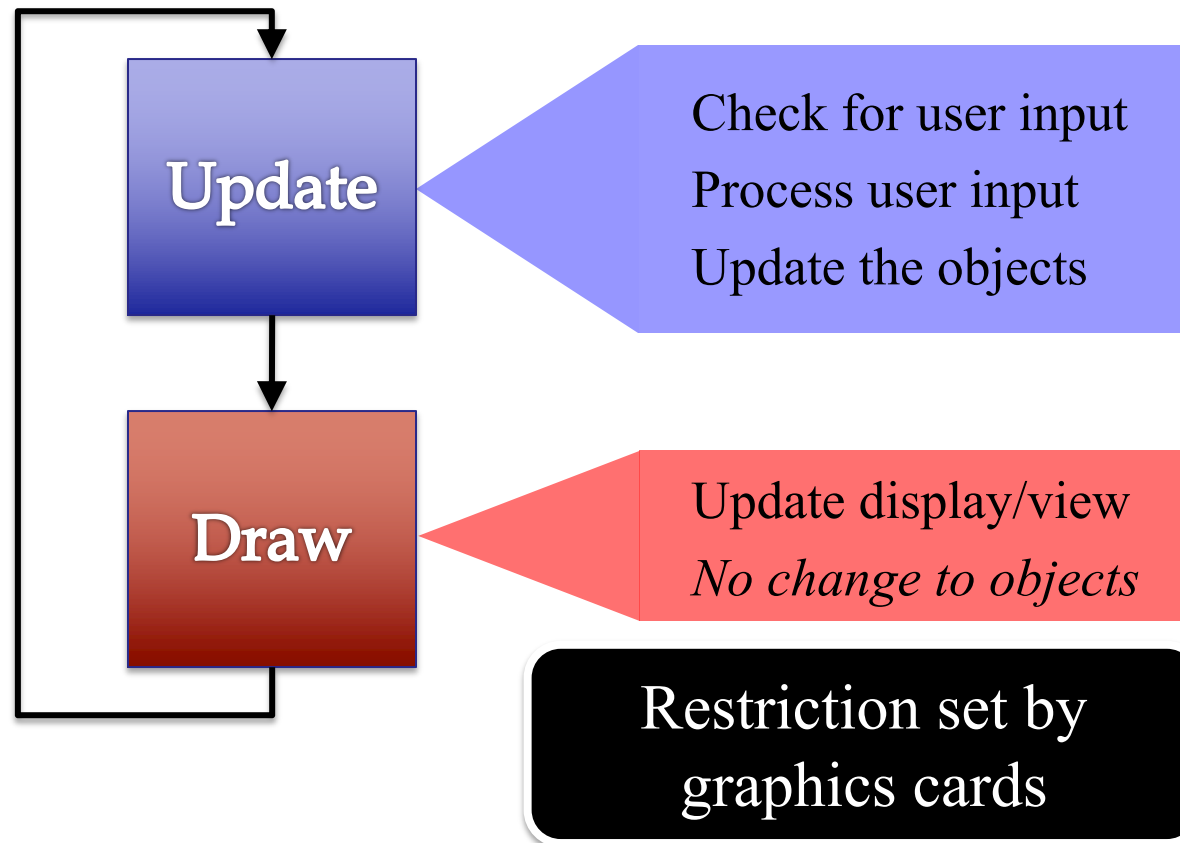 Update
Check for user input
Process user input
Update the objects
Draw
Update display/view
No change to objects
Restriction set by
graphics cards